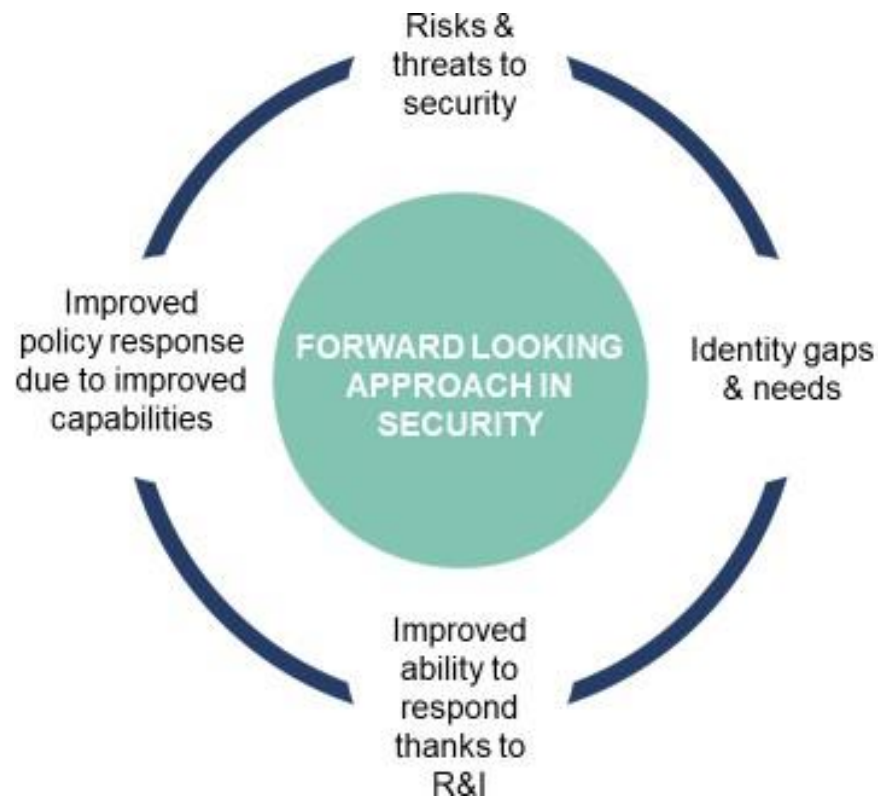 Risks &
threats to
security
Improved
policy response
due to improved
capabilities
FORWARD LOOKING
APPROACH IN
SECURITY
Identity gaps
& needs
Improved
ability to
respond
thanks to
R&I